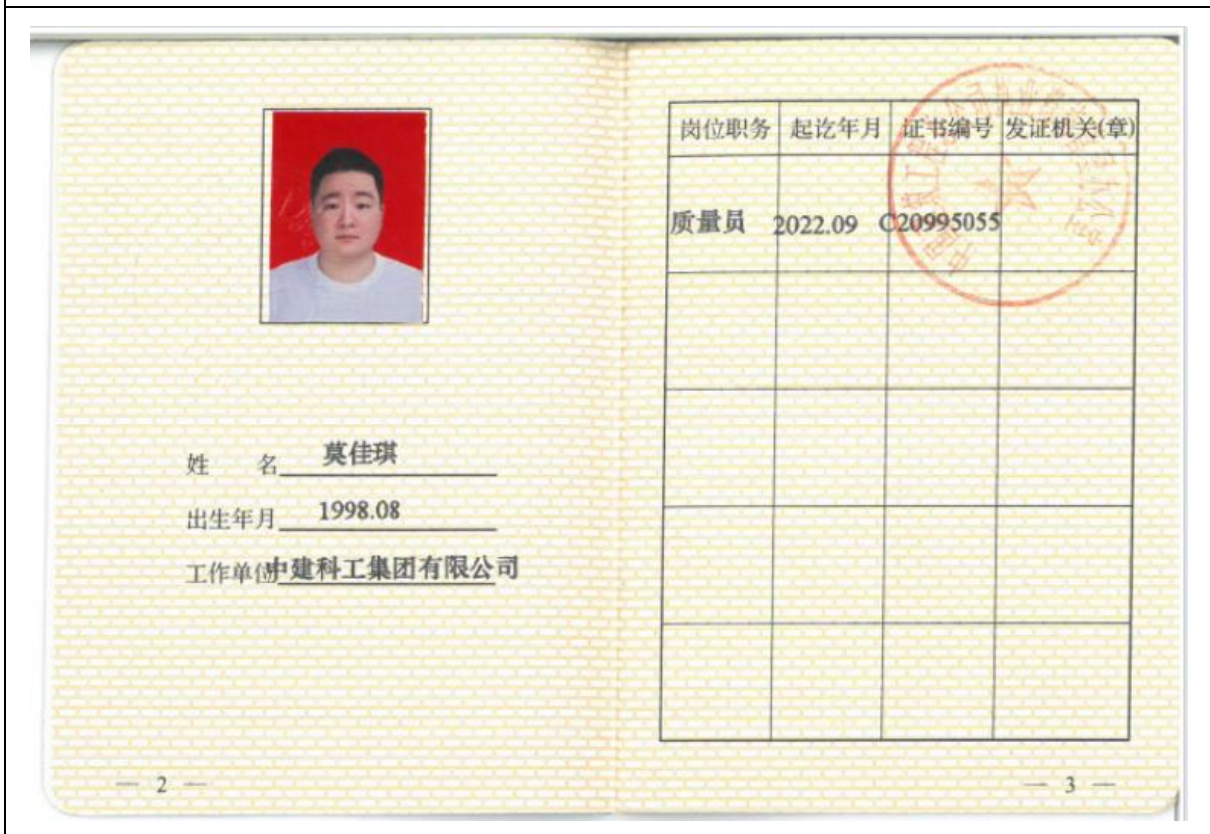 姓 名 莫佳琪
出生年月 1998.08
工作单位 中建科工集团有限公司
— 2 —
岗位职务 起讫年月 证书编号 发证机关(章)
质量员 2022.09 C20995055
— 3 —